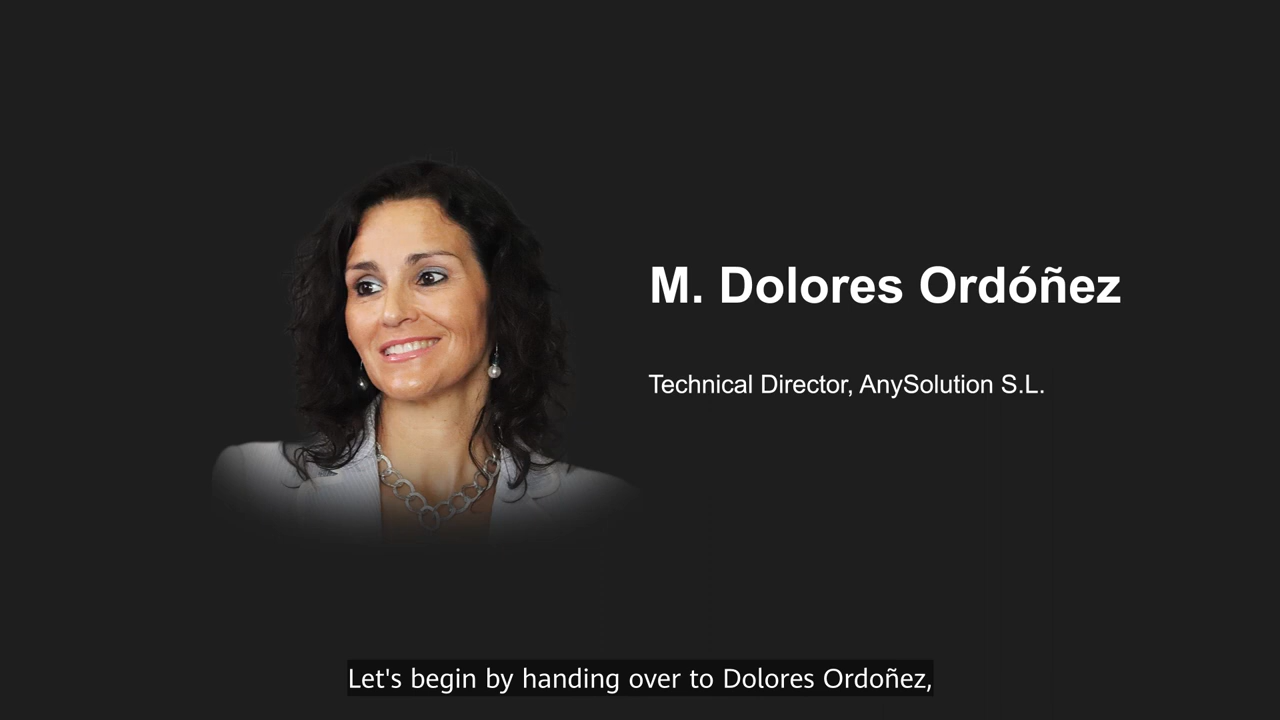 M. Dolores Ordóñez
Technical Director, AnySolution S.L.
Let's begin by handing over to Dolores Ordoñez,